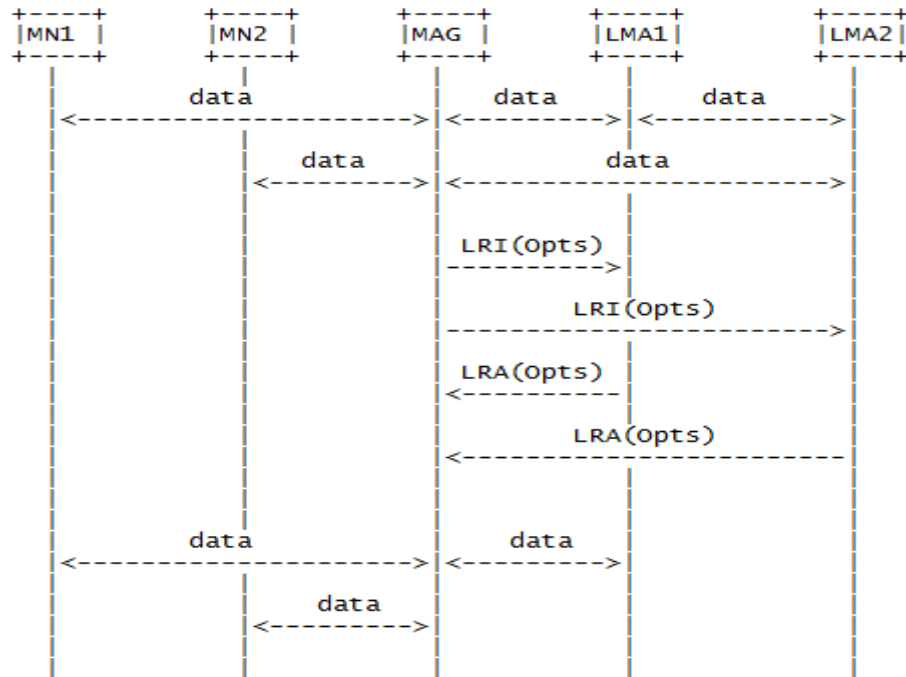 MN1 MN2 MAG LMA1 LMA2
data data data
data data
LRI(Opts)
LRI(Opts)
LRA(Opts)
LRA(Opts)
data data
data